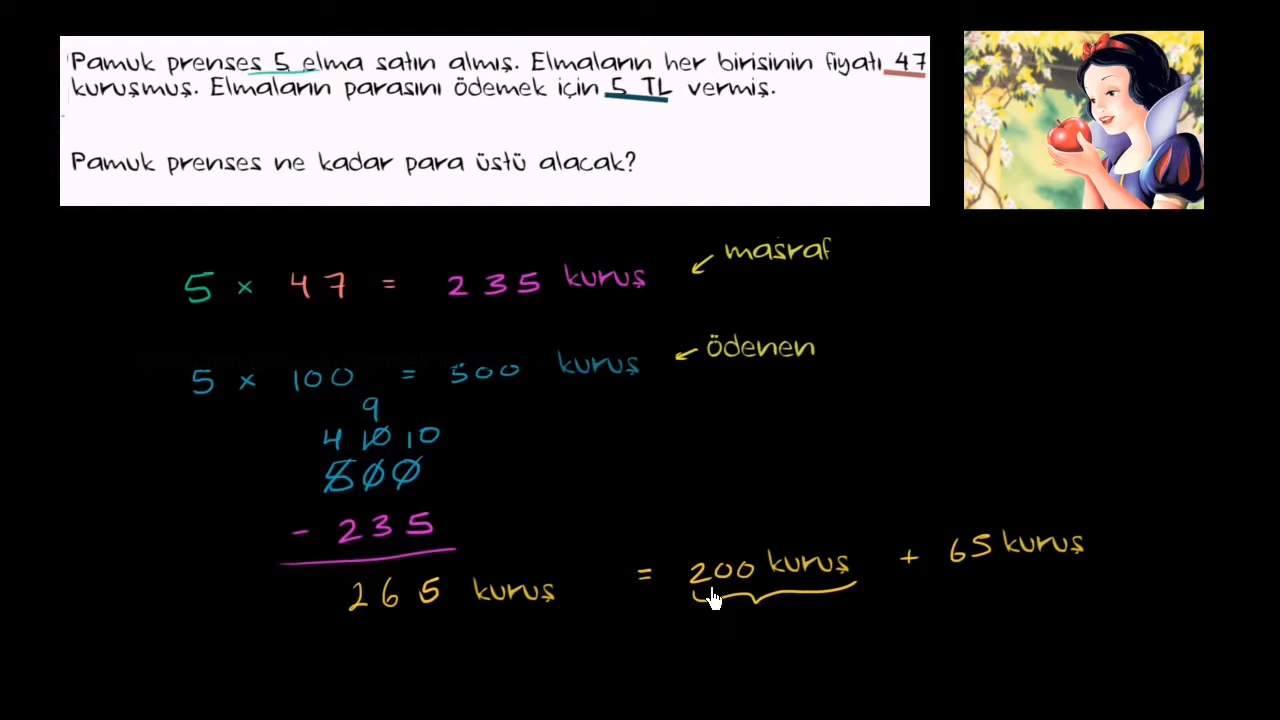 Pamuk prenses 5 elma satın almış. Elmaların her birisinin fiyatı 47
kuruşmuş. Elmaların parasını ödemek için 5 TL vermiş.
Pamuk prenses ne kadar para üstü alacak?
5 × 47 = 235 kuruş ↙ masraf
5 × 100 = 500 kuruş ↙ ödenen
9
4 10 10
500
- 235
265 kuruş = 200 kuruş + 65 kuruş